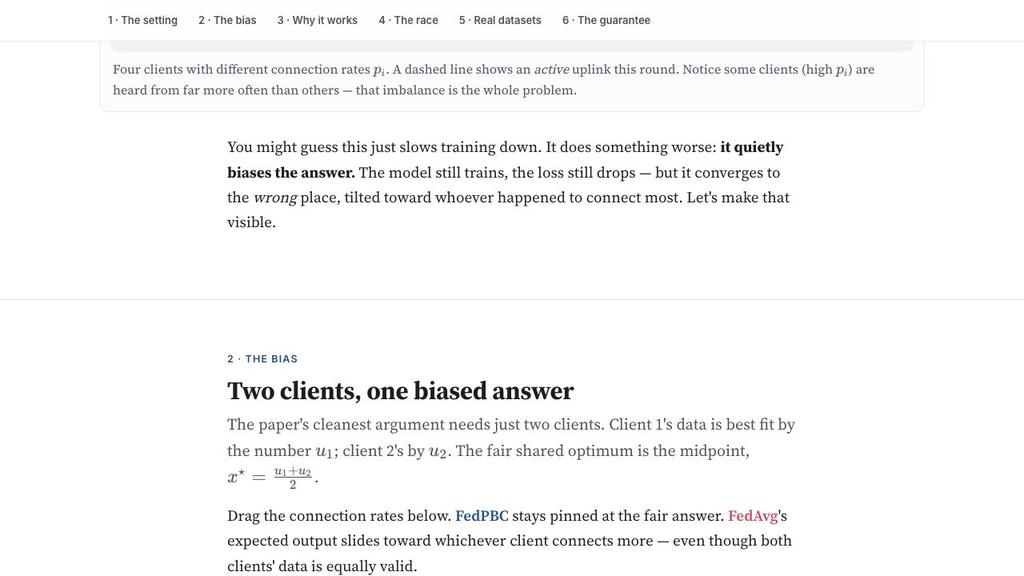 1 · The setting 2 · The bias 3 · Why it works 4 · The race 5 · Real datasets 6 · The guarantee
Four clients with different connection rates pᵢ. A dashed line shows an active uplink this round. Notice some clients (high pᵢ) are
heard from far more often than others — that imbalance is the whole problem.
You might guess this just slows training down. It does something worse: it quietly
biases the answer. The model still trains, the loss still drops — but it converges to
the wrong place, tilted toward whoever happened to connect most. Let's make that
visible.
2 · THE BIAS
Two clients, one biased answer
The paper's cleanest argument needs just two clients. Client 1's data is best fit by
the number u₁; client 2's by u₂. The fair shared optimum is the midpoint,
x⋆ = (u₁+u₂)/2.
Drag the connection rates below. FedPBC stays pinned at the fair answer. FedAvg's
expected output slides toward whichever client connects more — even though both
clients' data is equally valid.